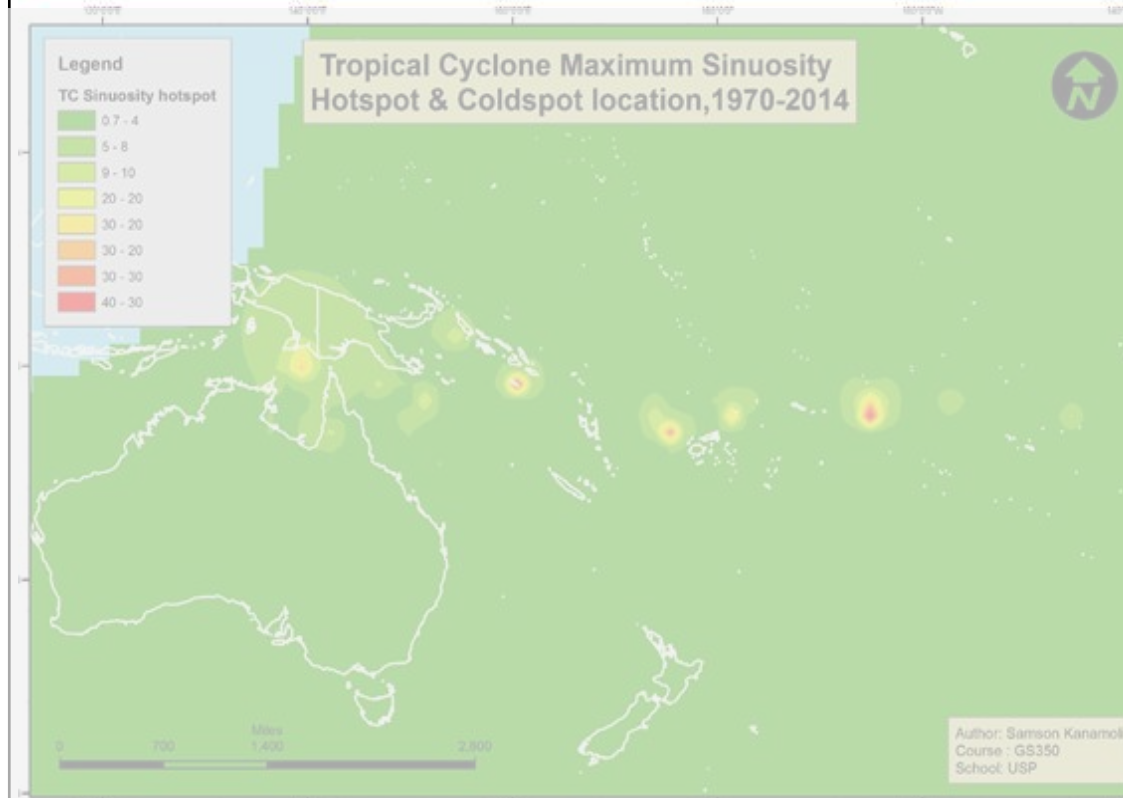 Tropical Cyclone Maximum Sinuosity
Hotspot & Coldspot location,1970-2014
N
Legend
TC Sinuosity hotspot
0.7 - 4
5 - 8
9 - 10
20 - 20
30 - 20
30 - 20
30 - 30
40 - 30
Miles
0 700 1,400 2,800
Author: Samson Kanamoli
Course : GS350
School: USP